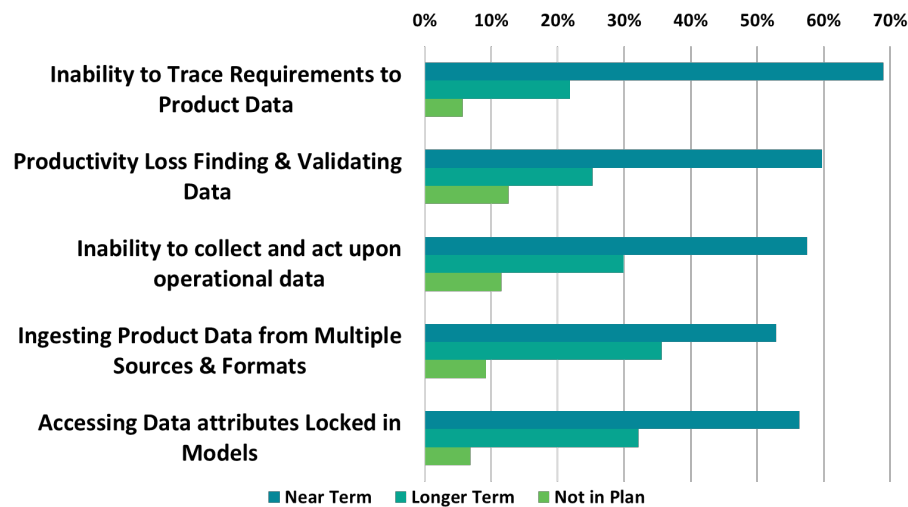 0% 10% 20% 30% 40% 50% 60% 70%
Inability to Trace Requirements to
Product Data
Productivity Loss Finding & Validating
Data
Inability to collect and act upon
operational data
Ingesting Product Data from Multiple
Sources & Formats
Accessing Data attributes Locked in
Models
Near Term Longer Term Not in Plan